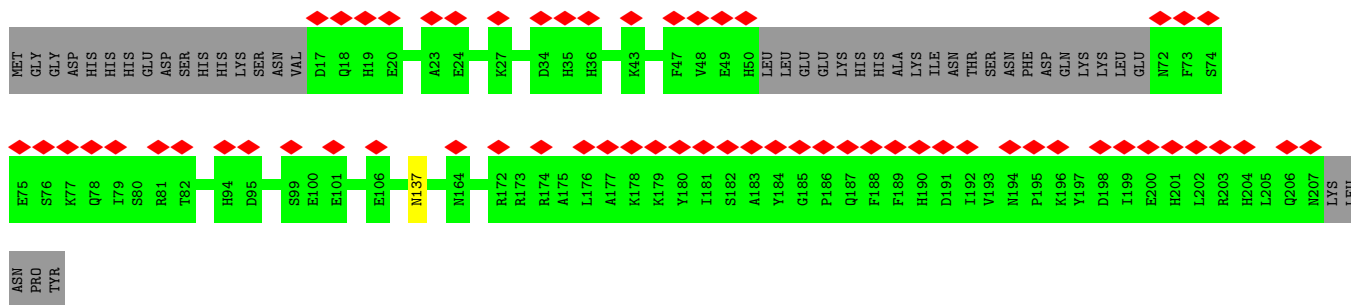 MET GLY GLY ASP HIS HIS HIS GLU ASP SER HIS HIS LYS SER ASN VAL D17 Q18 H19 E20 A23 E24 K27 D34 H35 H36 K43 F47 V48 E49 H50 LEU LEU GLU GLU LYS HIS HIS ALA LYS ILE ASN THR SER ASN PHE ASP GLN LYS LYS LEU GLU N72 F73 S74
E75 S76 K77 Q78 I79 S80 R81 T82 H94 D95 S99 E100 E101 E106 N137 N164 R172 R173 R174 A175 L176 A177 K178 K179 Y180 I181 S182 A183 Y184 G185 P186 Q187 F188 F189 H190 D191 I192 V193 N194 P195 K196 Y197 D198 I199 E200 H201 L202 R203 H204 L205 Q206 N207 LYS LEU
ASN PRO TYR